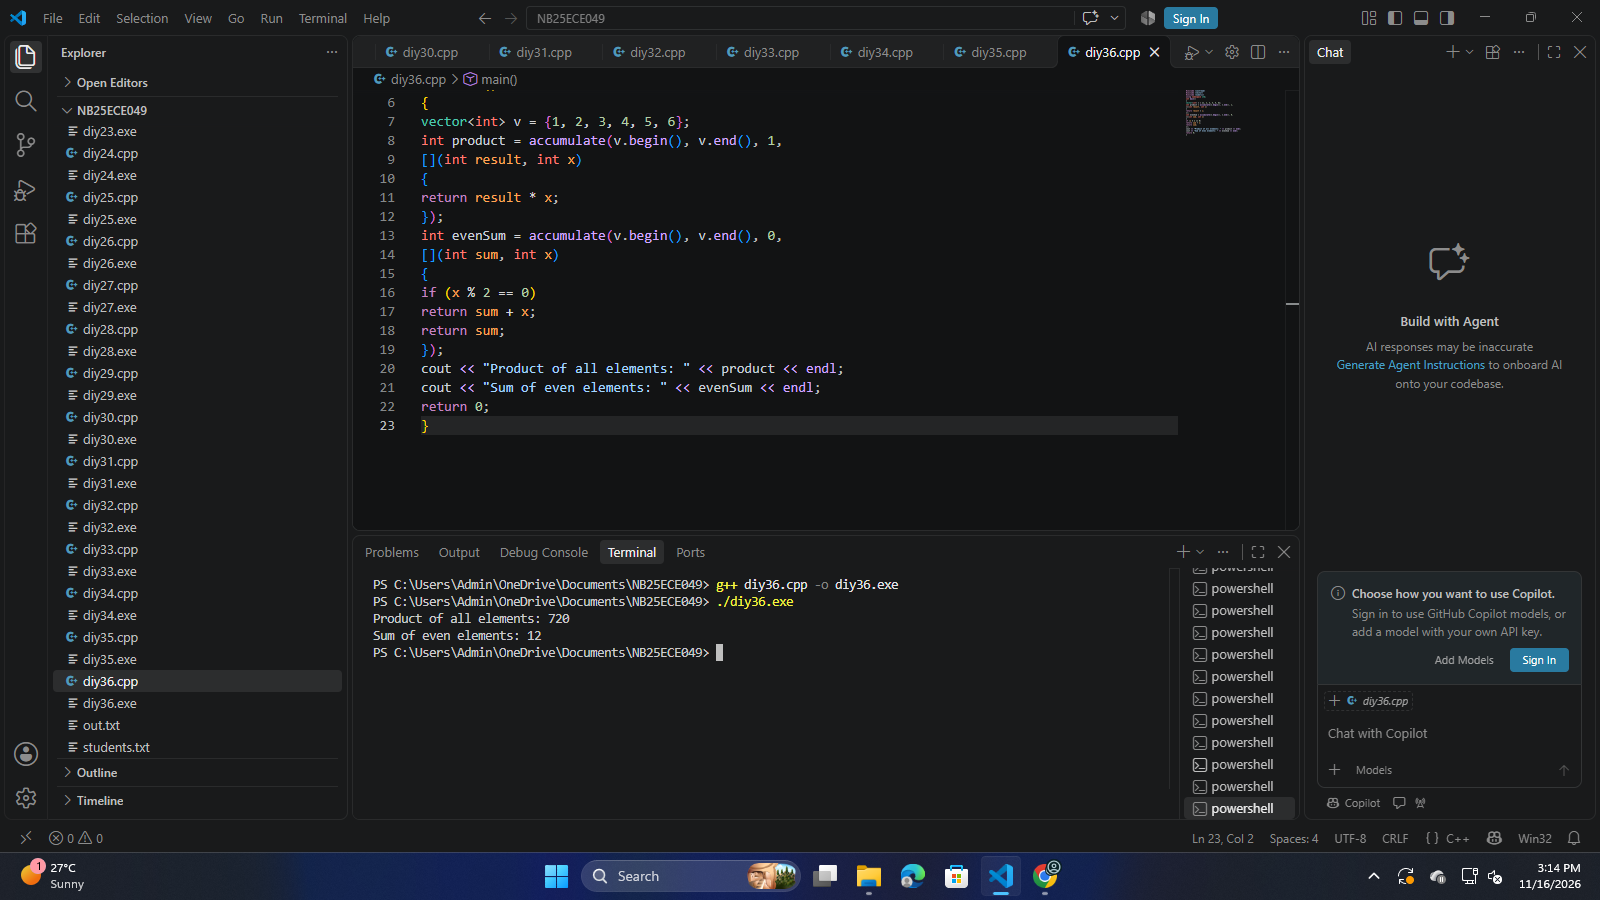 File Edit Selection View Go Run Terminal Help
NB25ECE049
Sign In
Explorer
Open Editors
NB25ECE049
diy23.exe
diy24.cpp
diy24.exe
diy25.cpp
diy25.exe
diy26.cpp
diy26.exe
diy27.cpp
diy27.exe
diy28.cpp
diy28.exe
diy29.cpp
diy29.exe
diy30.cpp
diy30.exe
diy31.cpp
diy31.exe
diy32.cpp
diy32.exe
diy33.cpp
diy33.exe
diy34.cpp
diy34.exe
diy35.cpp
diy35.exe
diy36.cpp
diy36.exe
out.txt
students.txt
Outline
Timeline
diy30.cpp diy31.cpp diy32.cpp diy33.cpp diy34.cpp diy35.cpp diy36.cpp
diy36.cpp > main()
6 {
7 vector<int> v = {1, 2, 3, 4, 5, 6};
8 int product = accumulate(v.begin(), v.end(), 1,
9 [](int result, int x)
10 {
11 return result * x;
12 });
13 int evenSum = accumulate(v.begin(), v.end(), 0,
14 [](int sum, int x)
15 {
16 if (x % 2 == 0)
17 return sum + x;
18 return sum;
19 });
20 cout << "Product of all elements: " << product << endl;
21 cout << "Sum of even elements: " << evenSum << endl;
22 return 0;
23 }
Problems Output Debug Console Terminal Ports
PS C:\Users\Admin\OneDrive\Documents\NB25ECE049> g++ diy36.cpp -o diy36.exe
PS C:\Users\Admin\OneDrive\Documents\NB25ECE049> ./diy36.exe
Product of all elements: 720
Sum of even elements: 12
PS C:\Users\Admin\OneDrive\Documents\NB25ECE049>
powershell
powershell
powershell
powershell
powershell
powershell
powershell
powershell
powershell
powershell
powershell
powershell
Chat
Build with Agent
AI responses may be inaccurate
Generate Agent Instructions to onboard AI
onto your codebase.
Choose how you want to use Copilot.
Sign in to use GitHub Copilot models, or
add a model with your own API key.
Add Models Sign In
diy36.cpp
Chat with Copilot
Models
Copilot
0 0
Ln 23, Col 2 Spaces: 4 UTF-8 CRLF {} C++ Win32
1
27°C
Sunny
Search
3:14 PM
11/16/2026